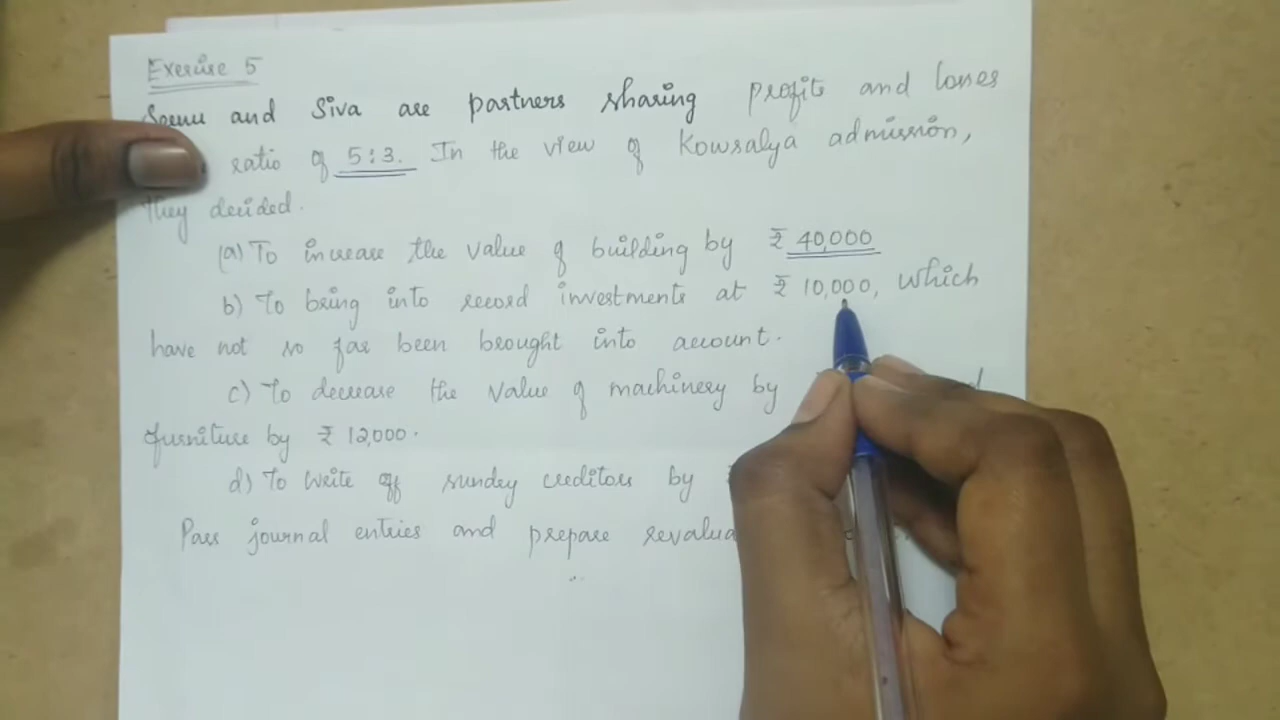 Exercise 5
Seenu and Siva are partners sharing profits and losses
ratio of 5:3. In the view of Kowsalya admission,
they decided.
(a) To increase the value of building by ₹ 40,000
b) To bring into record investments at ₹ 10,000, which
have not so far been brought into account.
c) To decrease the value of machinery by
furniture by ₹ 12,000.
d) To write off sundry creditors by
Pass journal entries and prepare